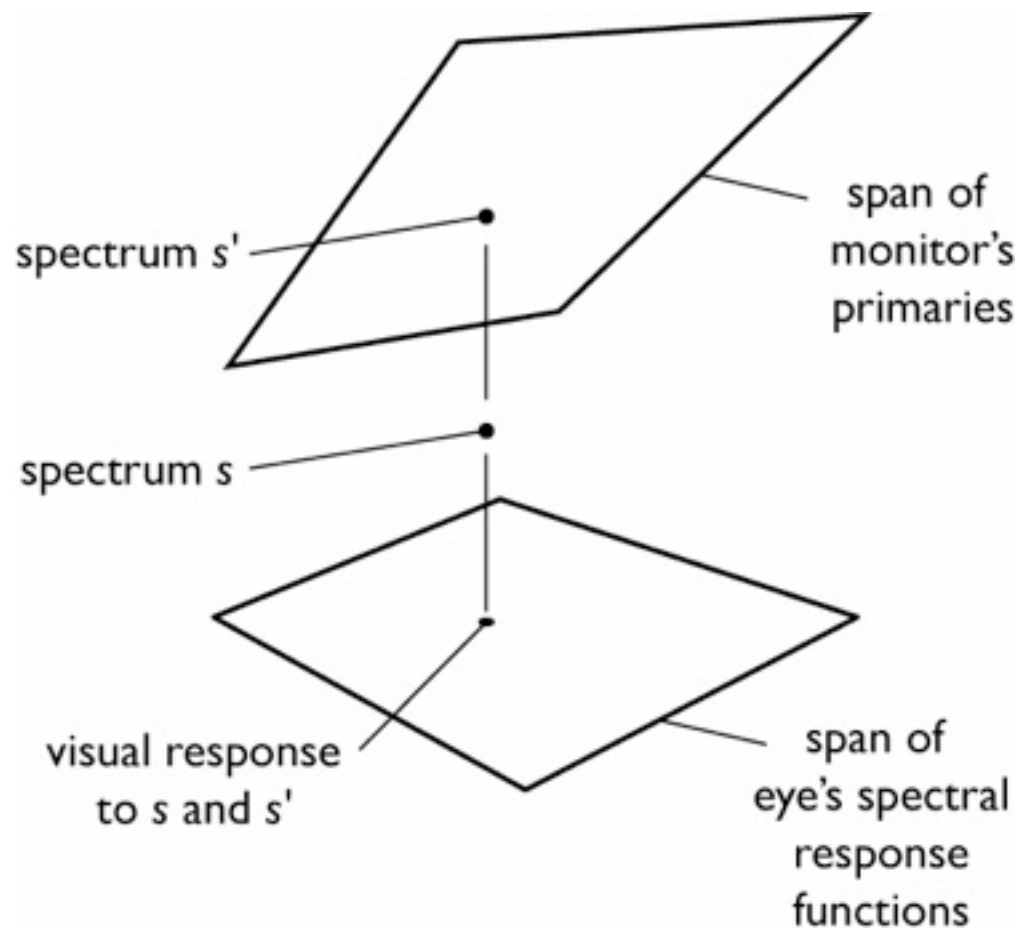 span of
monitor's
primaries
spectrum s'
spectrum s
visual response
to s and s'
span of
eye's spectral
response
functions